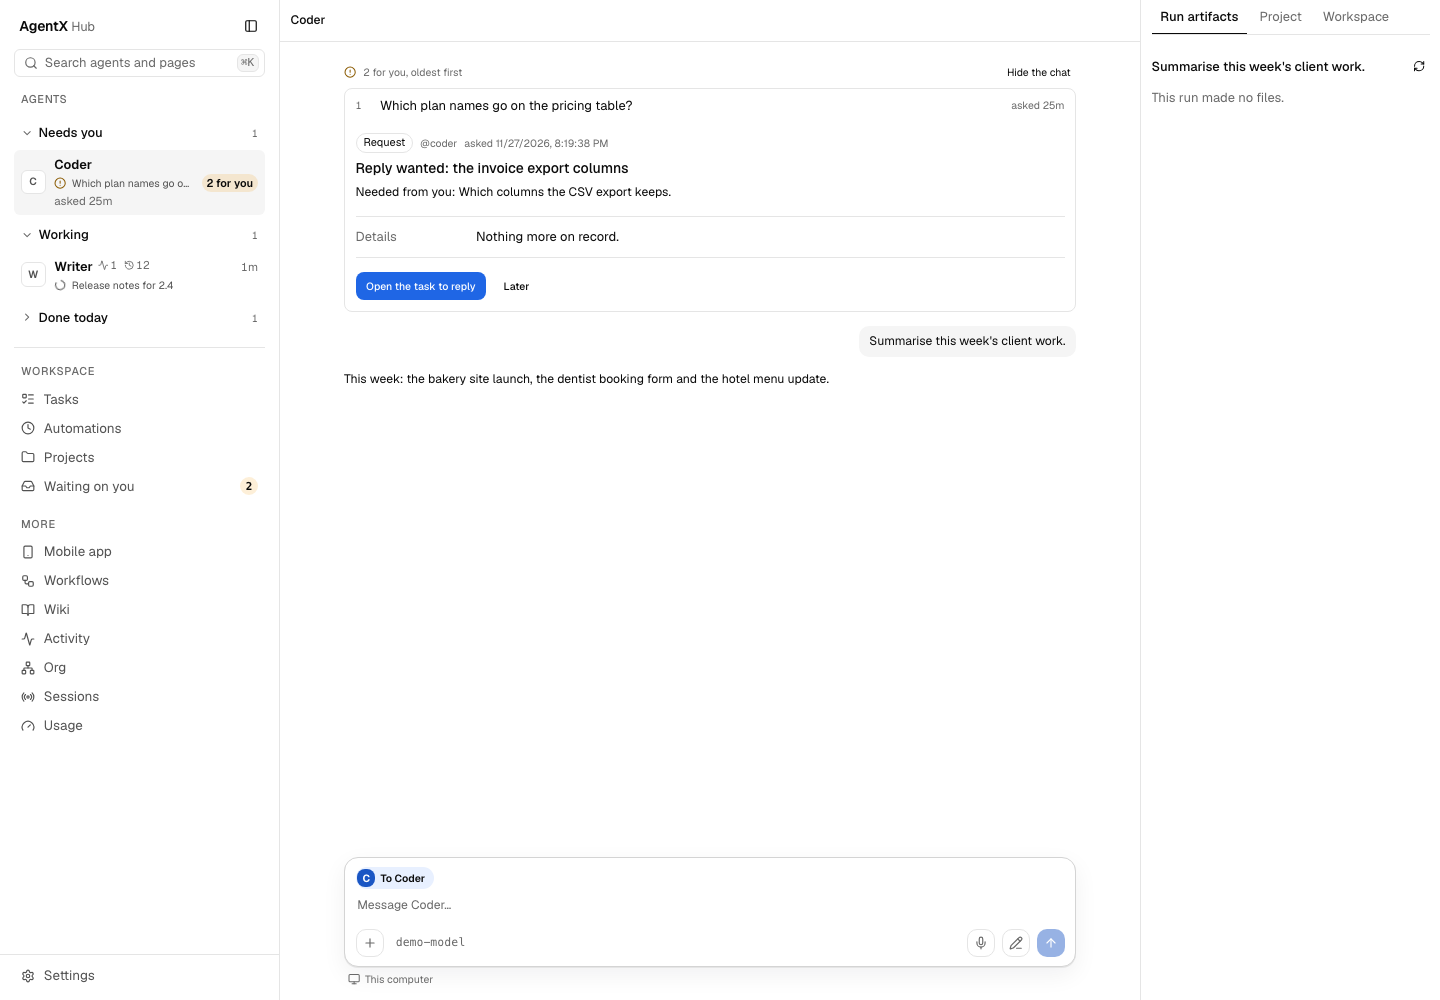 AgentX Hub
Search agents and pages
⌘K
AGENTS
Needs you
1
C
Coder
Which plan names go o...
2 for you
asked 25m
Working
1
W
Writer
1
12
1m
Release notes for 2.4
Done today
1
WORKSPACE
Tasks
Automations
Projects
Waiting on you
2
MORE
Mobile app
Workflows
Wiki
Activity
Org
Sessions
Usage
Settings
Coder
2 for you, oldest first
Hide the chat
1
Which plan names go on the pricing table?
asked 25m
Request
@coder asked 11/27/2026, 8:19:38 PM
Reply wanted: the invoice export columns
Needed from you: Which columns the CSV export keeps.
Details
Nothing more on record.
Open the task to reply
Later
Summarise this week's client work.
This week: the bakery site launch, the dentist booking form and the hotel menu update.
C
To Coder
Message Coder...
demo-model
This computer
Run artifacts
Project
Workspace
Summarise this week's client work.
This run made no files.